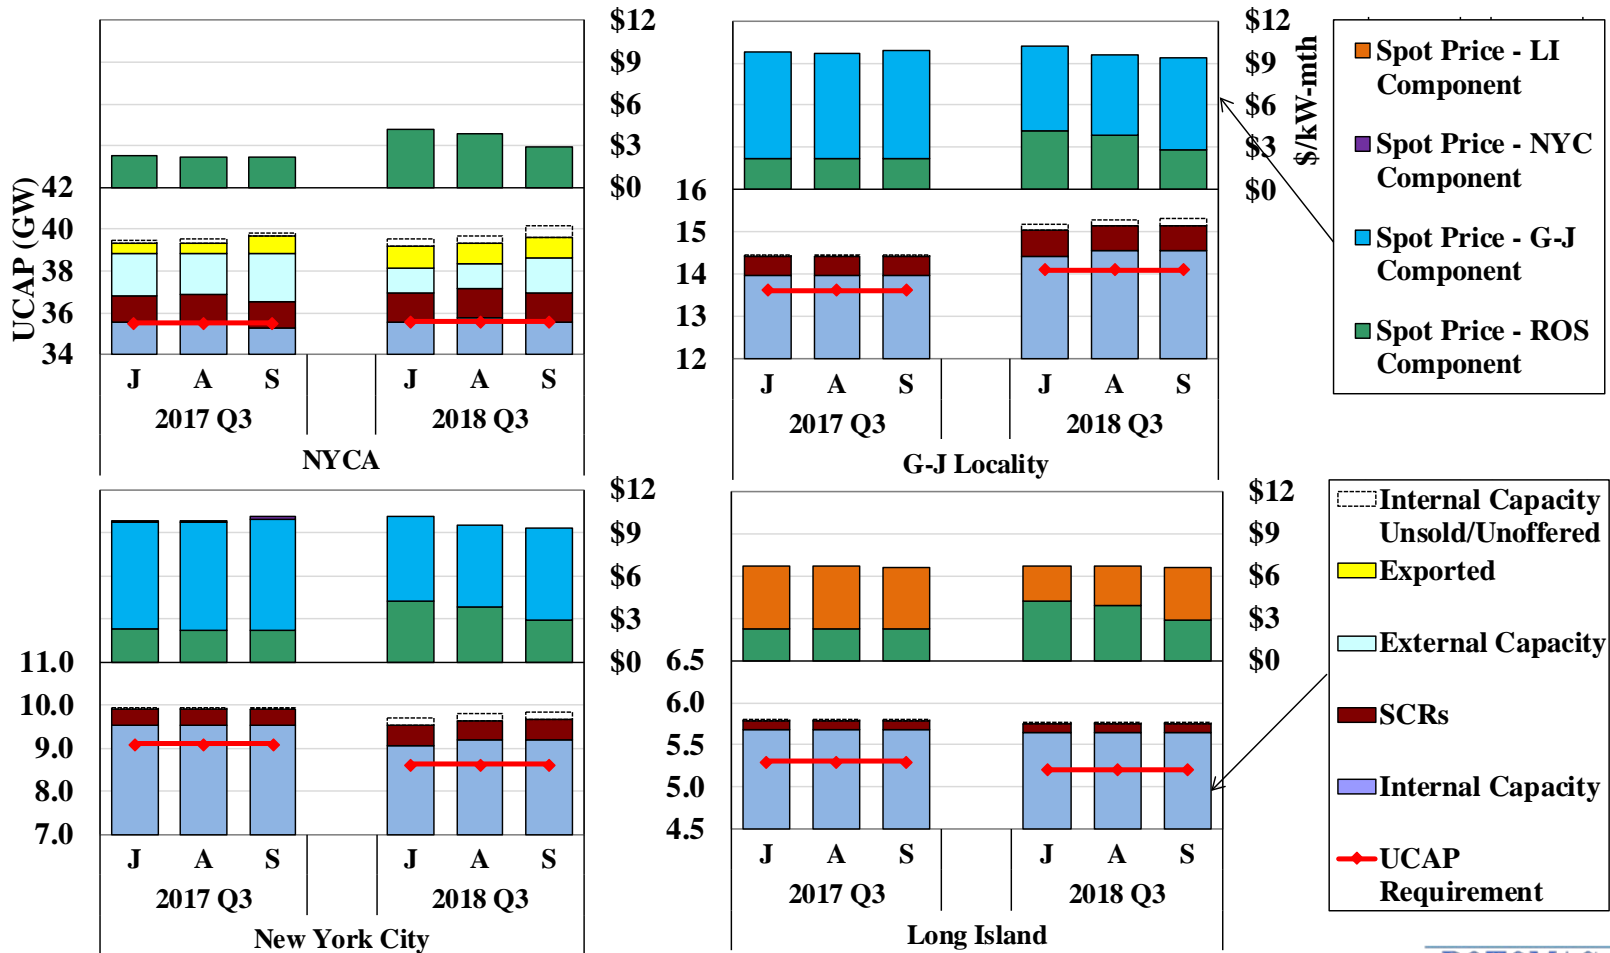 $12
$9
$6
$3
$0
UCAP (GW)
42
40
38
36
34
J A S J A S
2017 Q3 2018 Q3
NYCA
$12
$9
$6
$3
$0
$/kW-mth
16
15
14
13
12
J A S J A S
2017 Q3 2018 Q3
G-J Locality
Spot Price - LI
Component
Spot Price - NYC
Component
Spot Price - G-J
Component
Spot Price - ROS
Component
$12
$9
$6
$3
$0
11.0
10.0
9.0
8.0
7.0
J A S J A S
2017 Q3 2018 Q3
New York City
$12
$9
$6
$3
$0
6.5
6.0
5.5
5.0
4.5
J A S J A S
2017 Q3 2018 Q3
Long Island
Internal Capacity
Unsold/Unoffered
Exported
External Capacity
SCRs
Internal Capacity
UCAP
Requirement